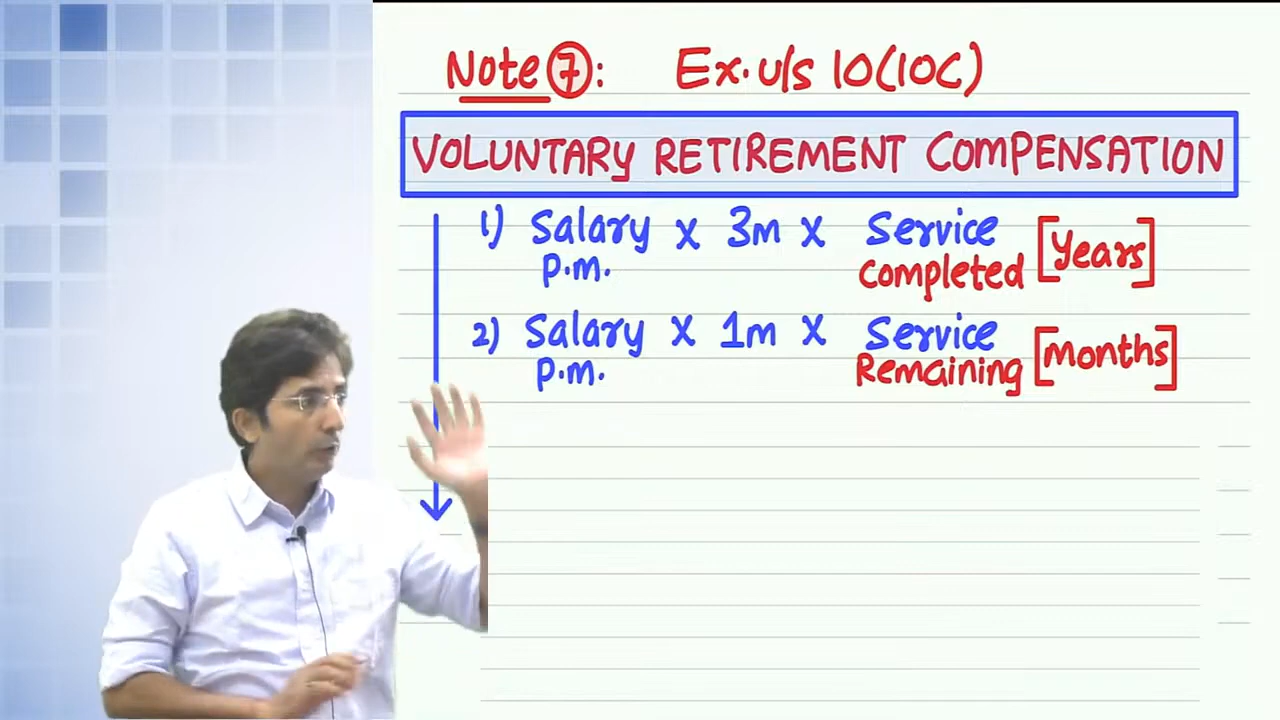 Note 7: Ex. u/s 10(10C)
VOLUNTARY RETIREMENT COMPENSATION
1) Salary x 3m x Service [Years]
p.m. Completed
2) Salary x 1m x Service [months]
p.m. Remaining